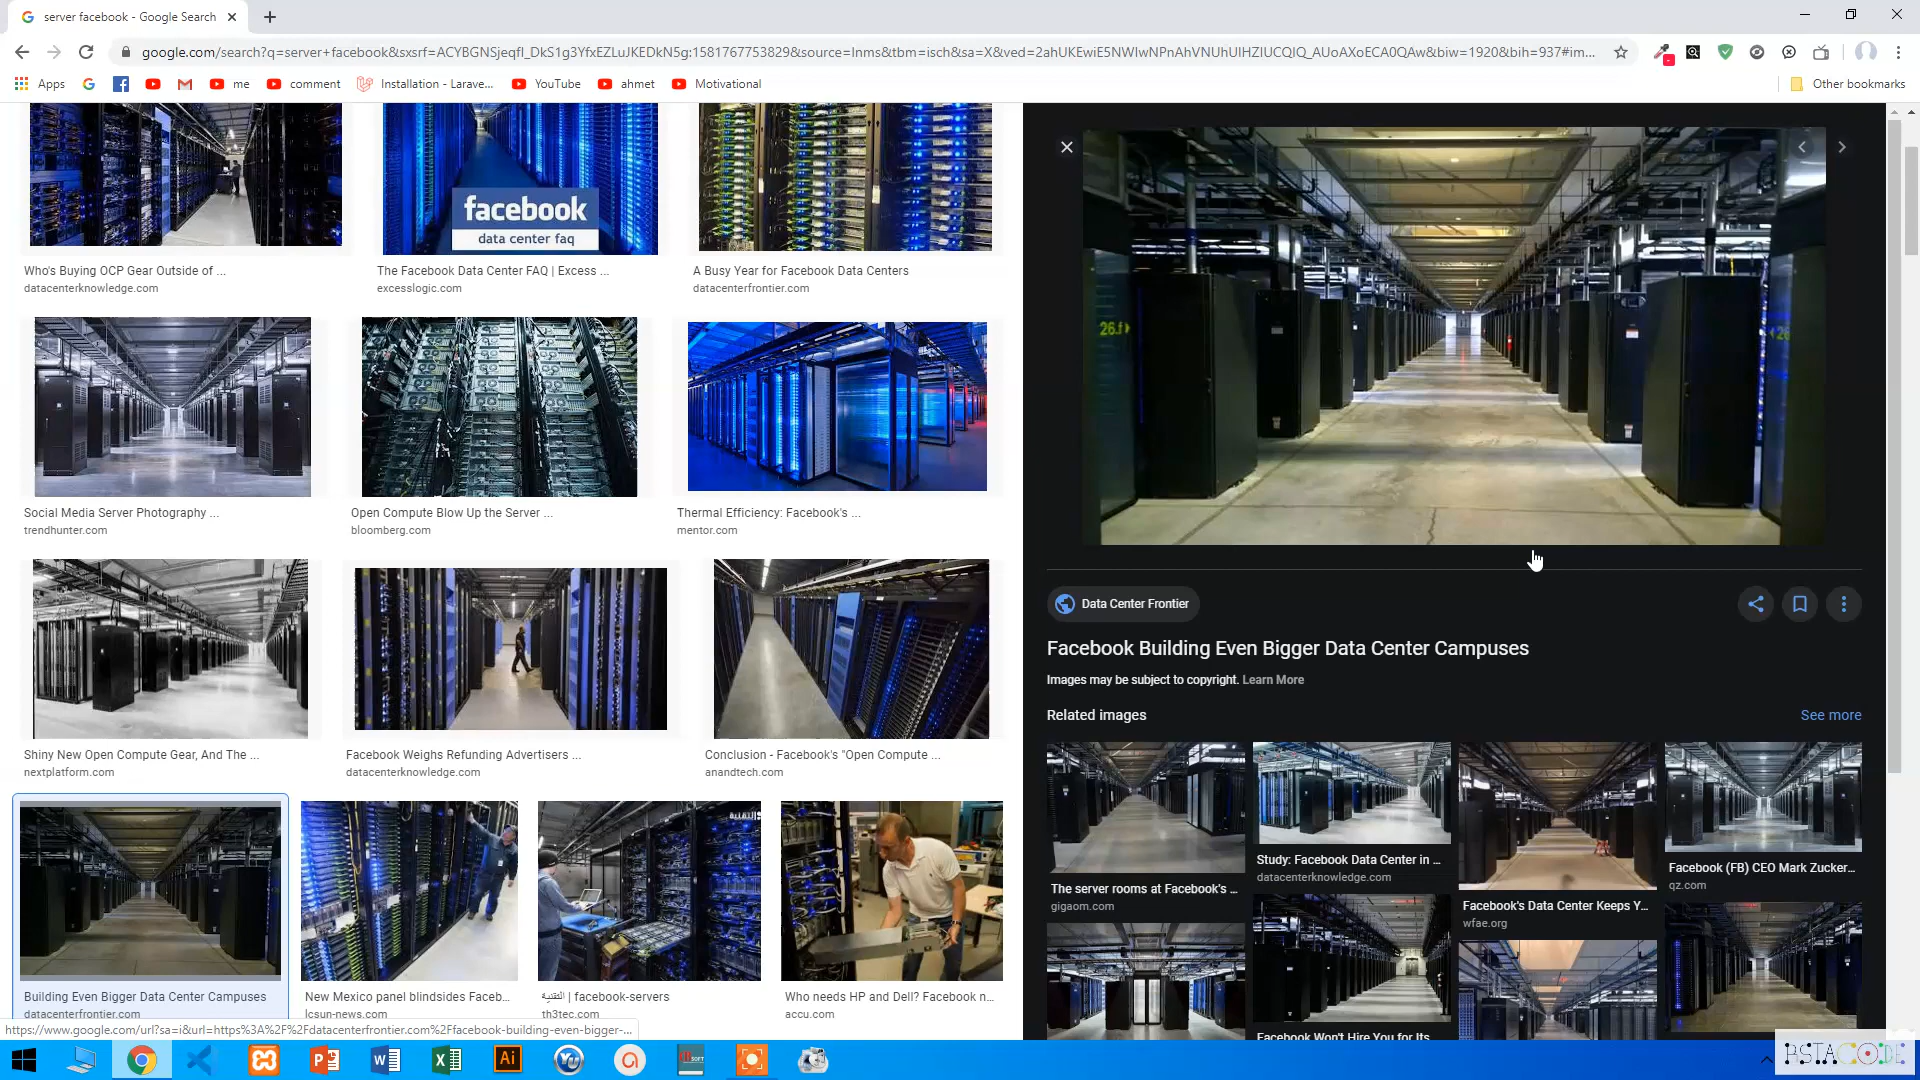 server facebook - Google Search
google.com/search?q=server+facebook&sxsrf=ACYBGNSjeqfI_DkS1g3YfxEZLuJKEDkN5g:1581767753829&source=lnms&tbm=isch&sa=X&ved=2ahUKEwiE5NWIwNPnAhVNUhUIHZIUCQIQ_AUoAXoECA0QAw&biw=1920&bih=937#im...
Apps
me
comment
Installation - Larave...
YouTube
ahmet
Motivational
Other bookmarks
facebook
data center faq
Who's Buying OCP Gear Outside of ...
datacenterknowledge.com
The Facebook Data Center FAQ | Excess ...
excesslogic.com
A Busy Year for Facebook Data Centers
datacenterfrontier.com
Social Media Server Photography ...
trendhunter.com
Open Compute Blow Up the Server ...
bloomberg.com
Thermal Efficiency: Facebook's ...
mentor.com
Shiny New Open Compute Gear, And The ...
nextplatform.com
Facebook Weighs Refunding Advertisers ...
datacenterknowledge.com
Conclusion - Facebook's "Open Compute ...
anandtech.com
Building Even Bigger Data Center Campuses
datacenterfrontier.com
New Mexico panel blindsides Faceb...
lcsun-news.com
التقنية | facebook-servers
th3tec.com
Who needs HP and Dell? Facebook n...
accu.com
https://www.google.com/url?sa=i&url=https%3A%2F%2Fdatacenterfrontier.com%2Ffacebook-building-even-bigger-...
Data Center Frontier
Facebook Building Even Bigger Data Center Campuses
Images may be subject to copyright. Learn More
Related images
See more
The server rooms at Facebook's ...
gigaom.com
Study: Facebook Data Center in ...
datacenterknowledge.com
Facebook's Data Center Keeps Y...
wfae.org
Facebook (FB) CEO Mark Zucker...
qz.com
Facebook Won't Hire You for Its
RSTACODE